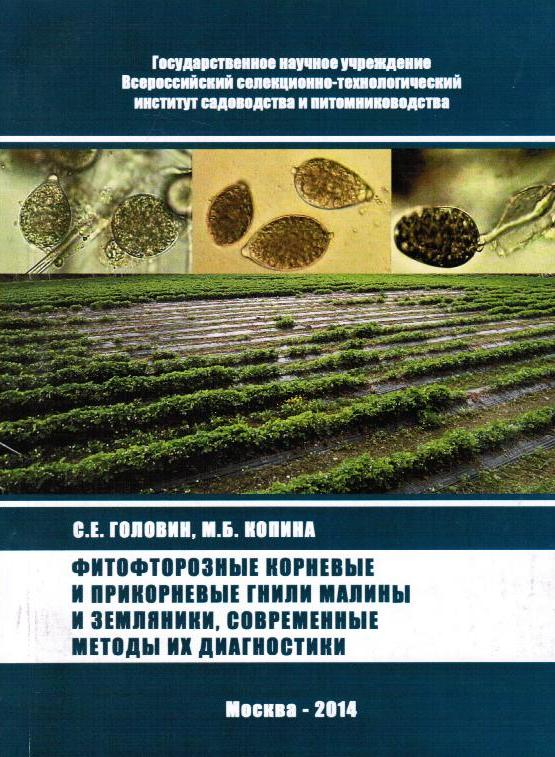 Государственное научное учреждение
Всероссийский селекционно-технологический
институт садоводства и питомниководства
С.Е. ГОЛОВИН, М.Б. КОПИНА
ФИТОФТОРОЗНЫЕ КОРНЕВЫЕ
И ПРИКОРНЕВЫЕ ГНИЛИ МАЛИНЫ
И ЗЕМЛЯНИКИ, СОВРЕМЕННЫЕ
МЕТОДЫ ИХ ДИАГНОСТИКИ
Москва - 2014